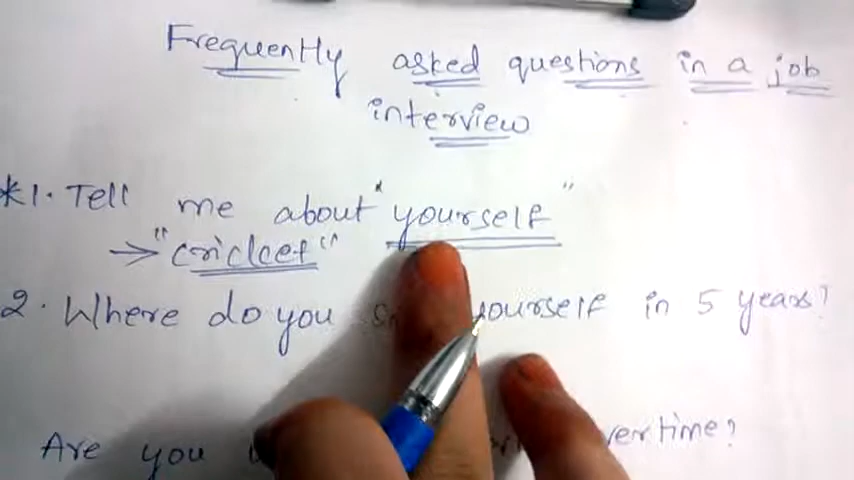 Frequently asked questions in a job
interview
*1. Tell me about "yourself"
→ "cricket"
2. Where do you yourself in 5 years?
Are you overtime?